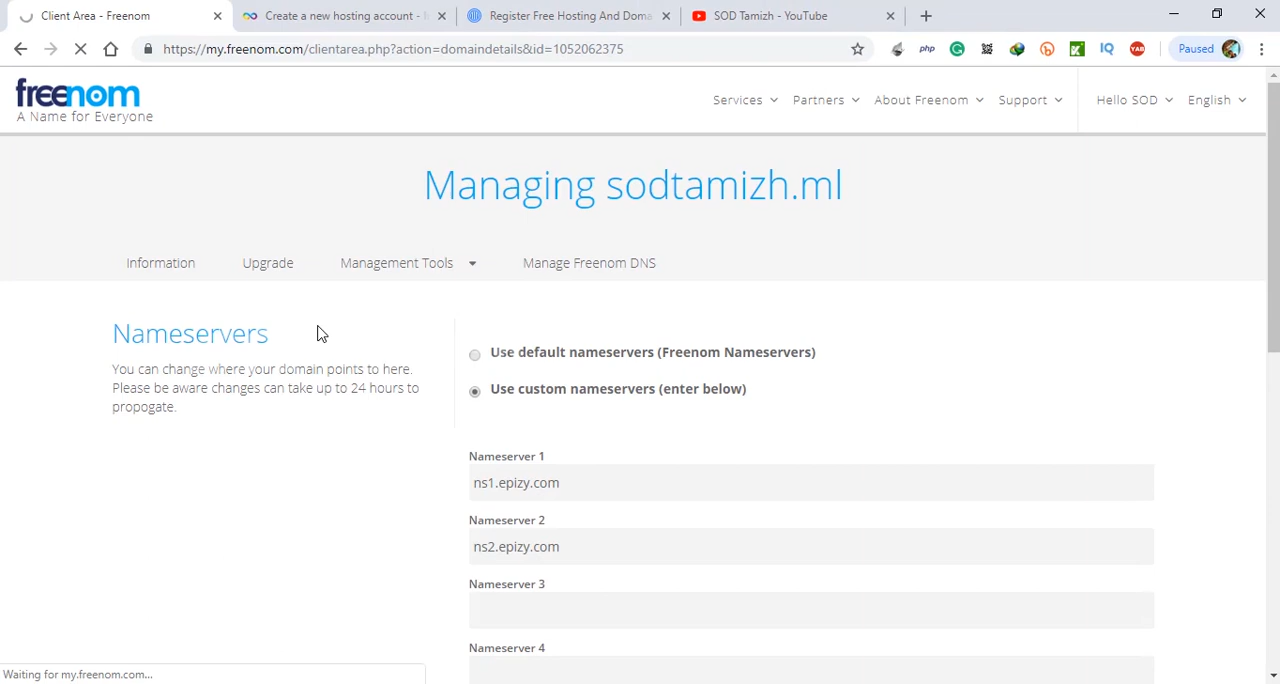 Client Area - Freenom
Create a new hosting account -
Register Free Hosting And Doma
SOD Tamizh - YouTube
https://my.freenom.com/clientarea.php?action=domaindetails&id=1052062375
php
IQ
YAB
Paused
freenom
A Name for Everyone
Services
Partners
About Freenom
Support
Hello SOD
English
Managing sodtamizh.ml
Information
Upgrade
Management Tools
Manage Freenom DNS
Nameservers
You can change where your domain points to here.
Please be aware changes can take up to 24 hours to
propogate.
Use default nameservers (Freenom Nameservers)
Use custom nameservers (enter below)
Nameserver 1
ns1.epizy.com
Nameserver 2
ns2.epizy.com
Nameserver 3
Nameserver 4
Waiting for my.freenom.com...